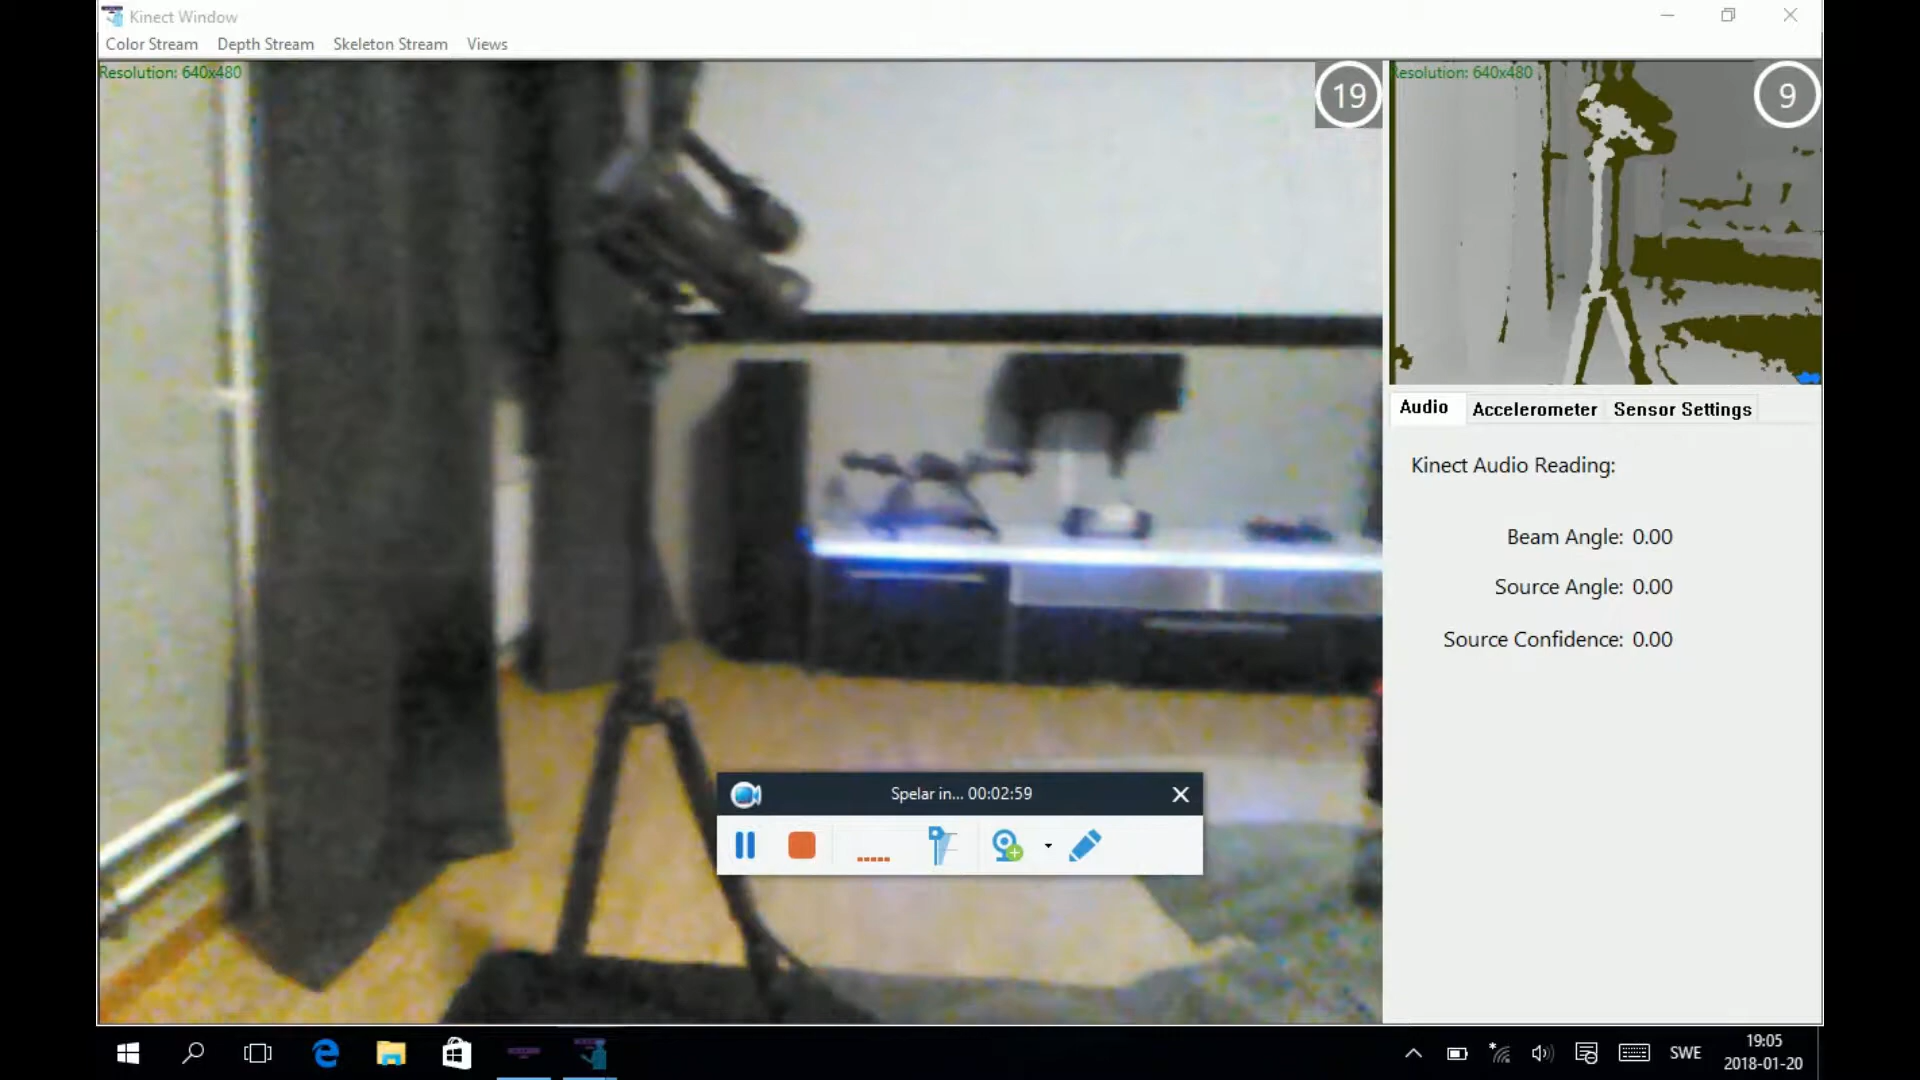 Kinect Window
Color Stream Depth Stream Skeleton Stream Views
Resolution: 640x480
19
Resolution: 640x480
9
Audio Accelerometer Sensor Settings
Kinect Audio Reading:
Beam Angle: 0.00
Source Angle: 0.00
Source Confidence: 0.00
Spelar in... 00:02:59
SWE
19:05
2018-01-20